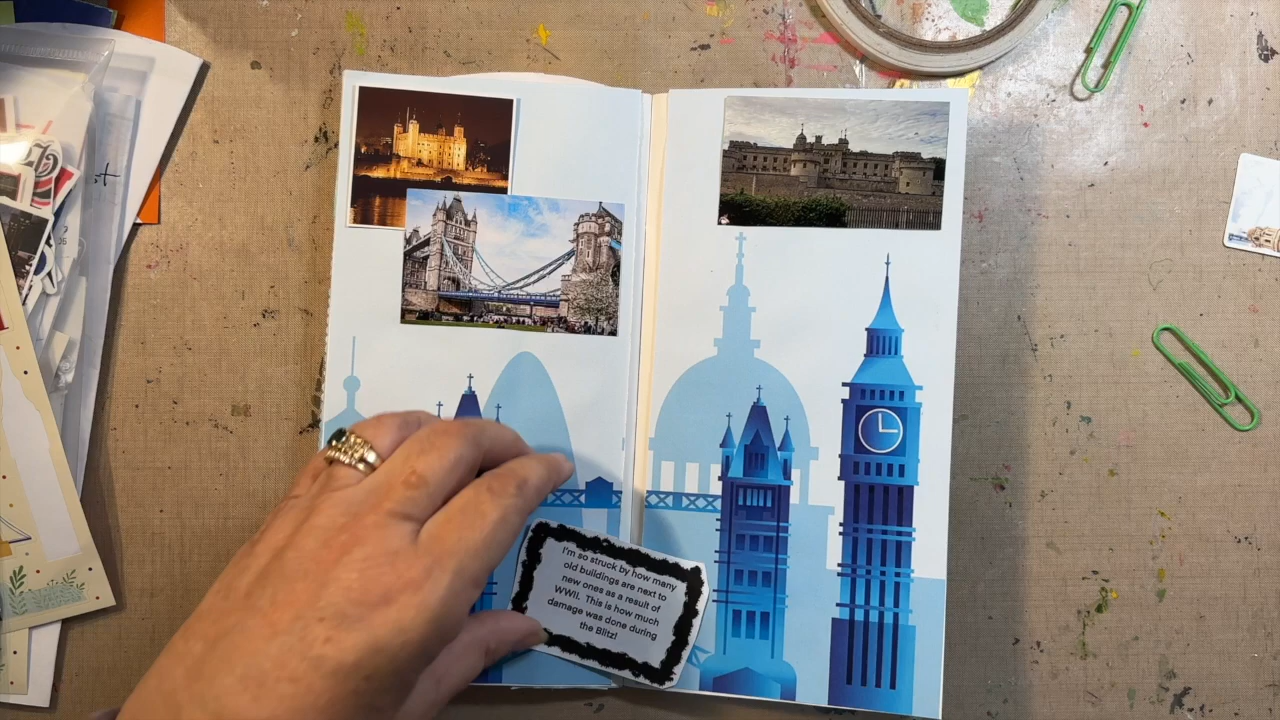 I'm so struck by how many
old buildings are next to
new ones as a result of
WWII. This is how much
damage was done during
the Blitz!